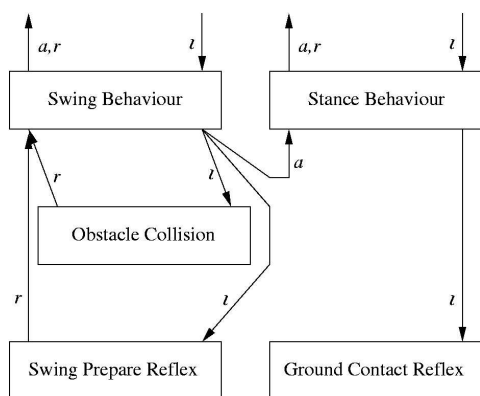 a,r
ι
a,r
ι
Swing Behaviour
Stance Behaviour
r
ι
a
Obstacle Collision
r
ι
ι
Swing Prepare Reflex
Ground Contact Reflex